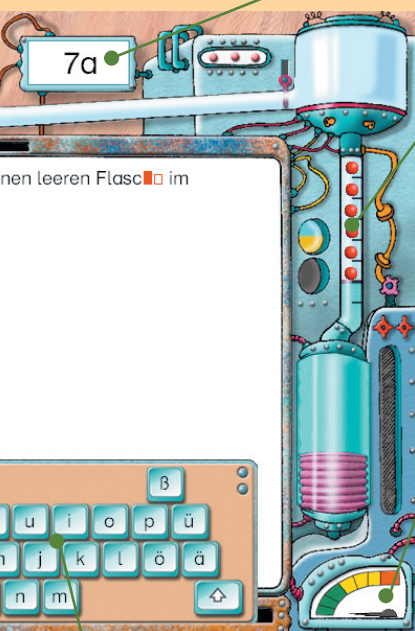 7a
nen leeren Flasc im
ß
u i o p ü
j k l ö ä
n m